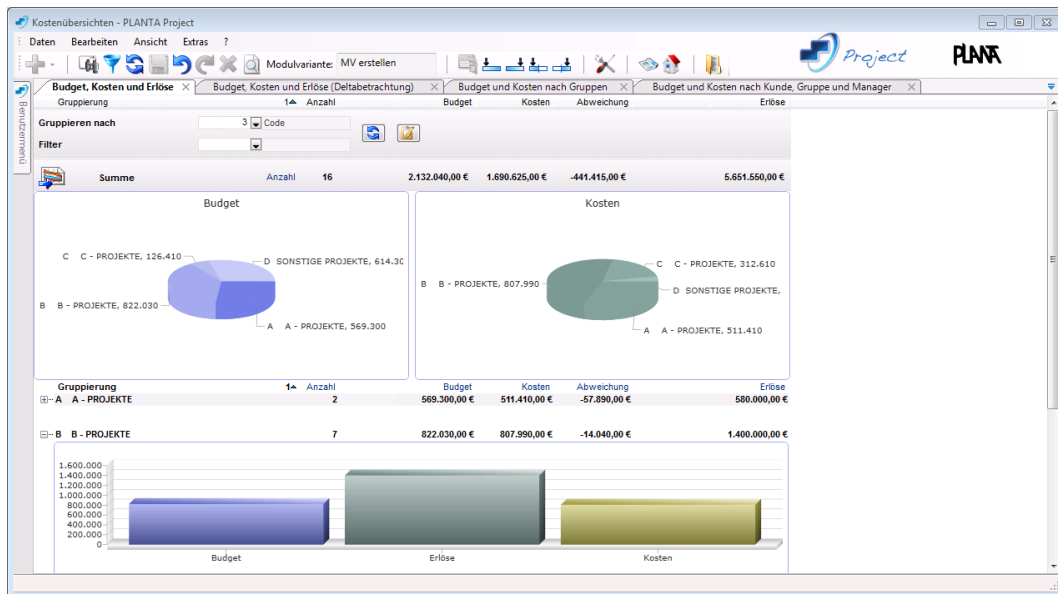 Kostenübersichten - PLANTA Project
Daten Bearbeiten Ansicht Extras ?
Modulvariante: MV erstellen
Project PLANTA
Budget, Kosten und Erlöse Budget, Kosten und Erlöse (Deltabetrachtung) Budget und Kosten nach Gruppen Budget und Kosten nach Kunde, Gruppe und Manager
Benutzermenü
Gruppierung 1 Anzahl Budget Kosten Abweichung Erlöse
Gruppieren nach 3 Code
Filter
Summe Anzahl 16 2.132.040,00 € 1.690.625,00 € -441.415,00 € 5.651.550,00 €
Budget Kosten
C C - PROJEKTE, 126.410
D SONSTIGE PROJEKTE, 614.30
B B - PROJEKTE, 822.030
A A - PROJEKTE, 569.300
C C - PROJEKTE, 312.610
B B - PROJEKTE, 807.990
D SONSTIGE PROJEKTE,
A A - PROJEKTE, 511.410
Gruppierung 1 Anzahl Budget Kosten Abweichung Erlöse
A A - PROJEKTE 2 569.300,00 € 511.410,00 € -57.890,00 € 580.000,00 €
B B - PROJEKTE 7 822.030,00 € 807.990,00 € -14.040,00 € 1.400.000,00 €
1.600.000
1.400.000
1.200.000
1.000.000
800.000
600.000
400.000
200.000
0
Budget Erlöse Kosten